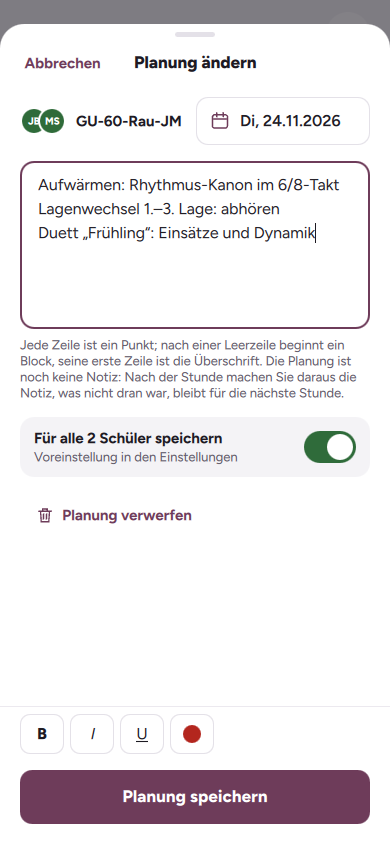 Abbrechen Planung ändern
JB MS GU-60-Rau-JM Di, 24.11.2026
Aufwärmen: Rhythmus-Kanon im 6/8-Takt
Lagenwechsel 1.–3. Lage: abhören
Duett „Frühling“: Einsätze und Dynamik
Jede Zeile ist ein Punkt; nach einer Leerzeile beginnt ein
Block, seine erste Zeile ist die Überschrift. Die Planung ist
noch keine Notiz: Nach der Stunde machen Sie daraus die
Notiz, was nicht dran war, bleibt für die nächste Stunde.
Für alle 2 Schüler speichern
Voreinstellung in den Einstellungen
Planung verwerfen
B I U
Planung speichern